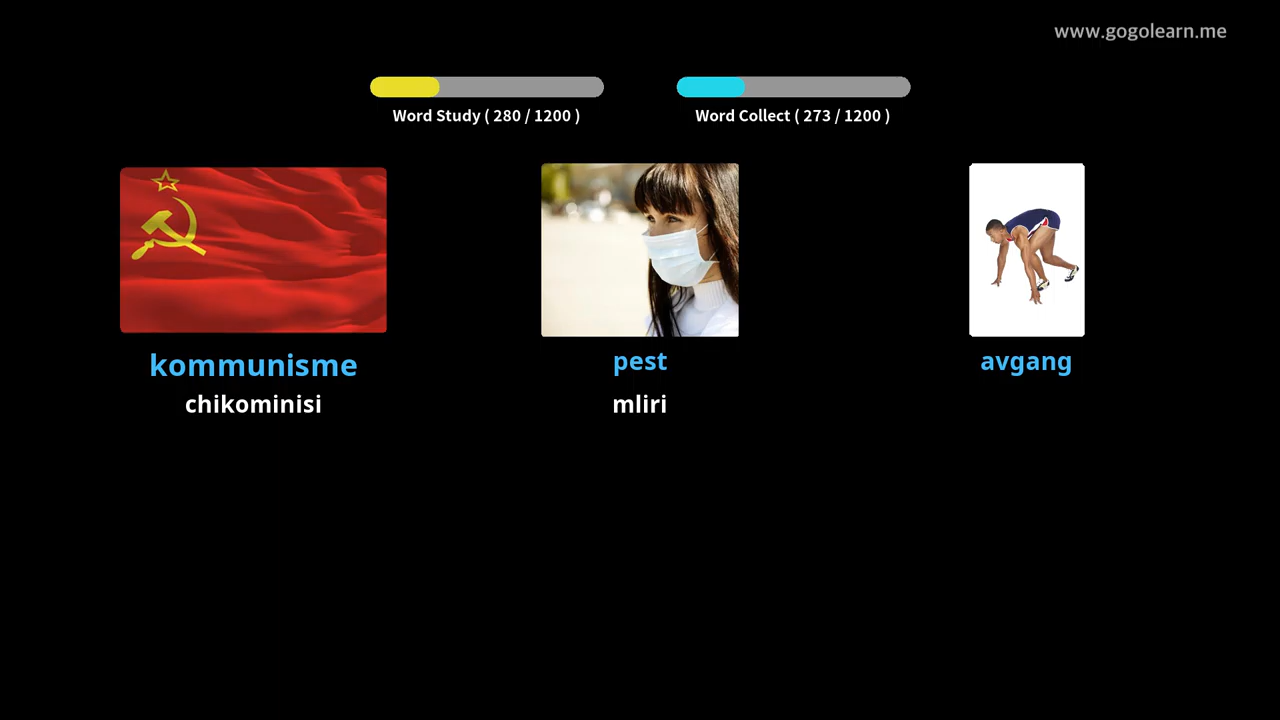 www.gogolearn.me
Word Study ( 280 / 1200 )
Word Collect ( 273 / 1200 )
kommunisme
pest
avgang
chikominisi
mliri